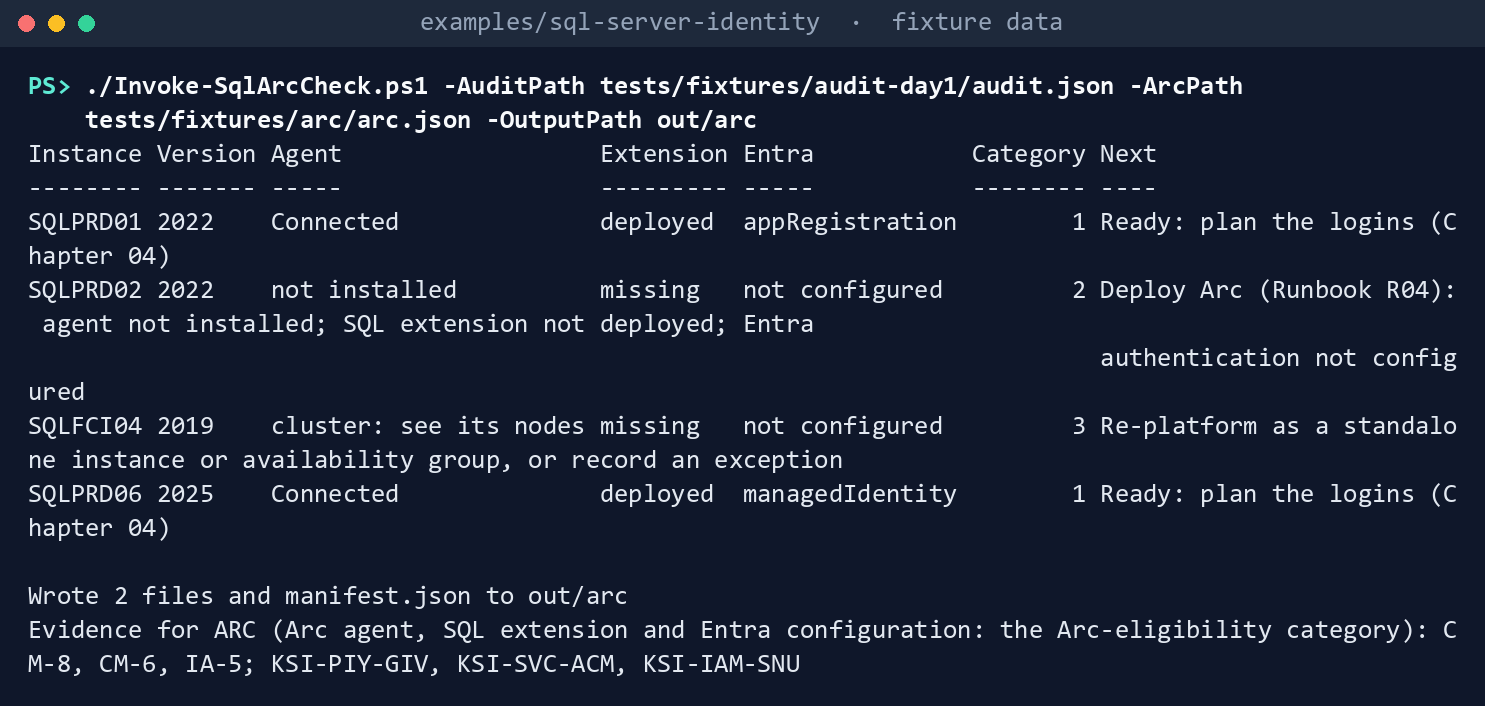 examples/sql-server-identity · fixture data
PS> ./Invoke-SqlArcCheck.ps1 -AuditPath tests/fixtures/audit-day1/audit.json -ArcPath
    tests/fixtures/arc/arc.json -OutputPath out/arc
Instance Version Agent                  Extension Entra           Category Next
-------- ------- -----                  --------- -----           -------- ----
SQLPRD01 2022    Connected              deployed  appRegistration        1 Ready: plan the logins (C
hapter 04)
SQLPRD02 2022    not installed          missing   not configured         2 Deploy Arc (Runbook R04):
 agent not installed; SQL extension not deployed; Entra
                                                                           authentication not config
ured
SQLFCI04 2019    cluster: see its nodes missing   not configured         3 Re-platform as a standalo
ne instance or availability group, or record an exception
SQLPRD06 2025    Connected              deployed  managedIdentity        1 Ready: plan the logins (C
hapter 04)
Wrote 2 files and manifest.json to out/arc
Evidence for ARC (Arc agent, SQL extension and Entra configuration: the Arc-eligibility category): C
M-8, CM-6, IA-5; KSI-PIY-GIV, KSI-SVC-ACM, KSI-IAM-SNU